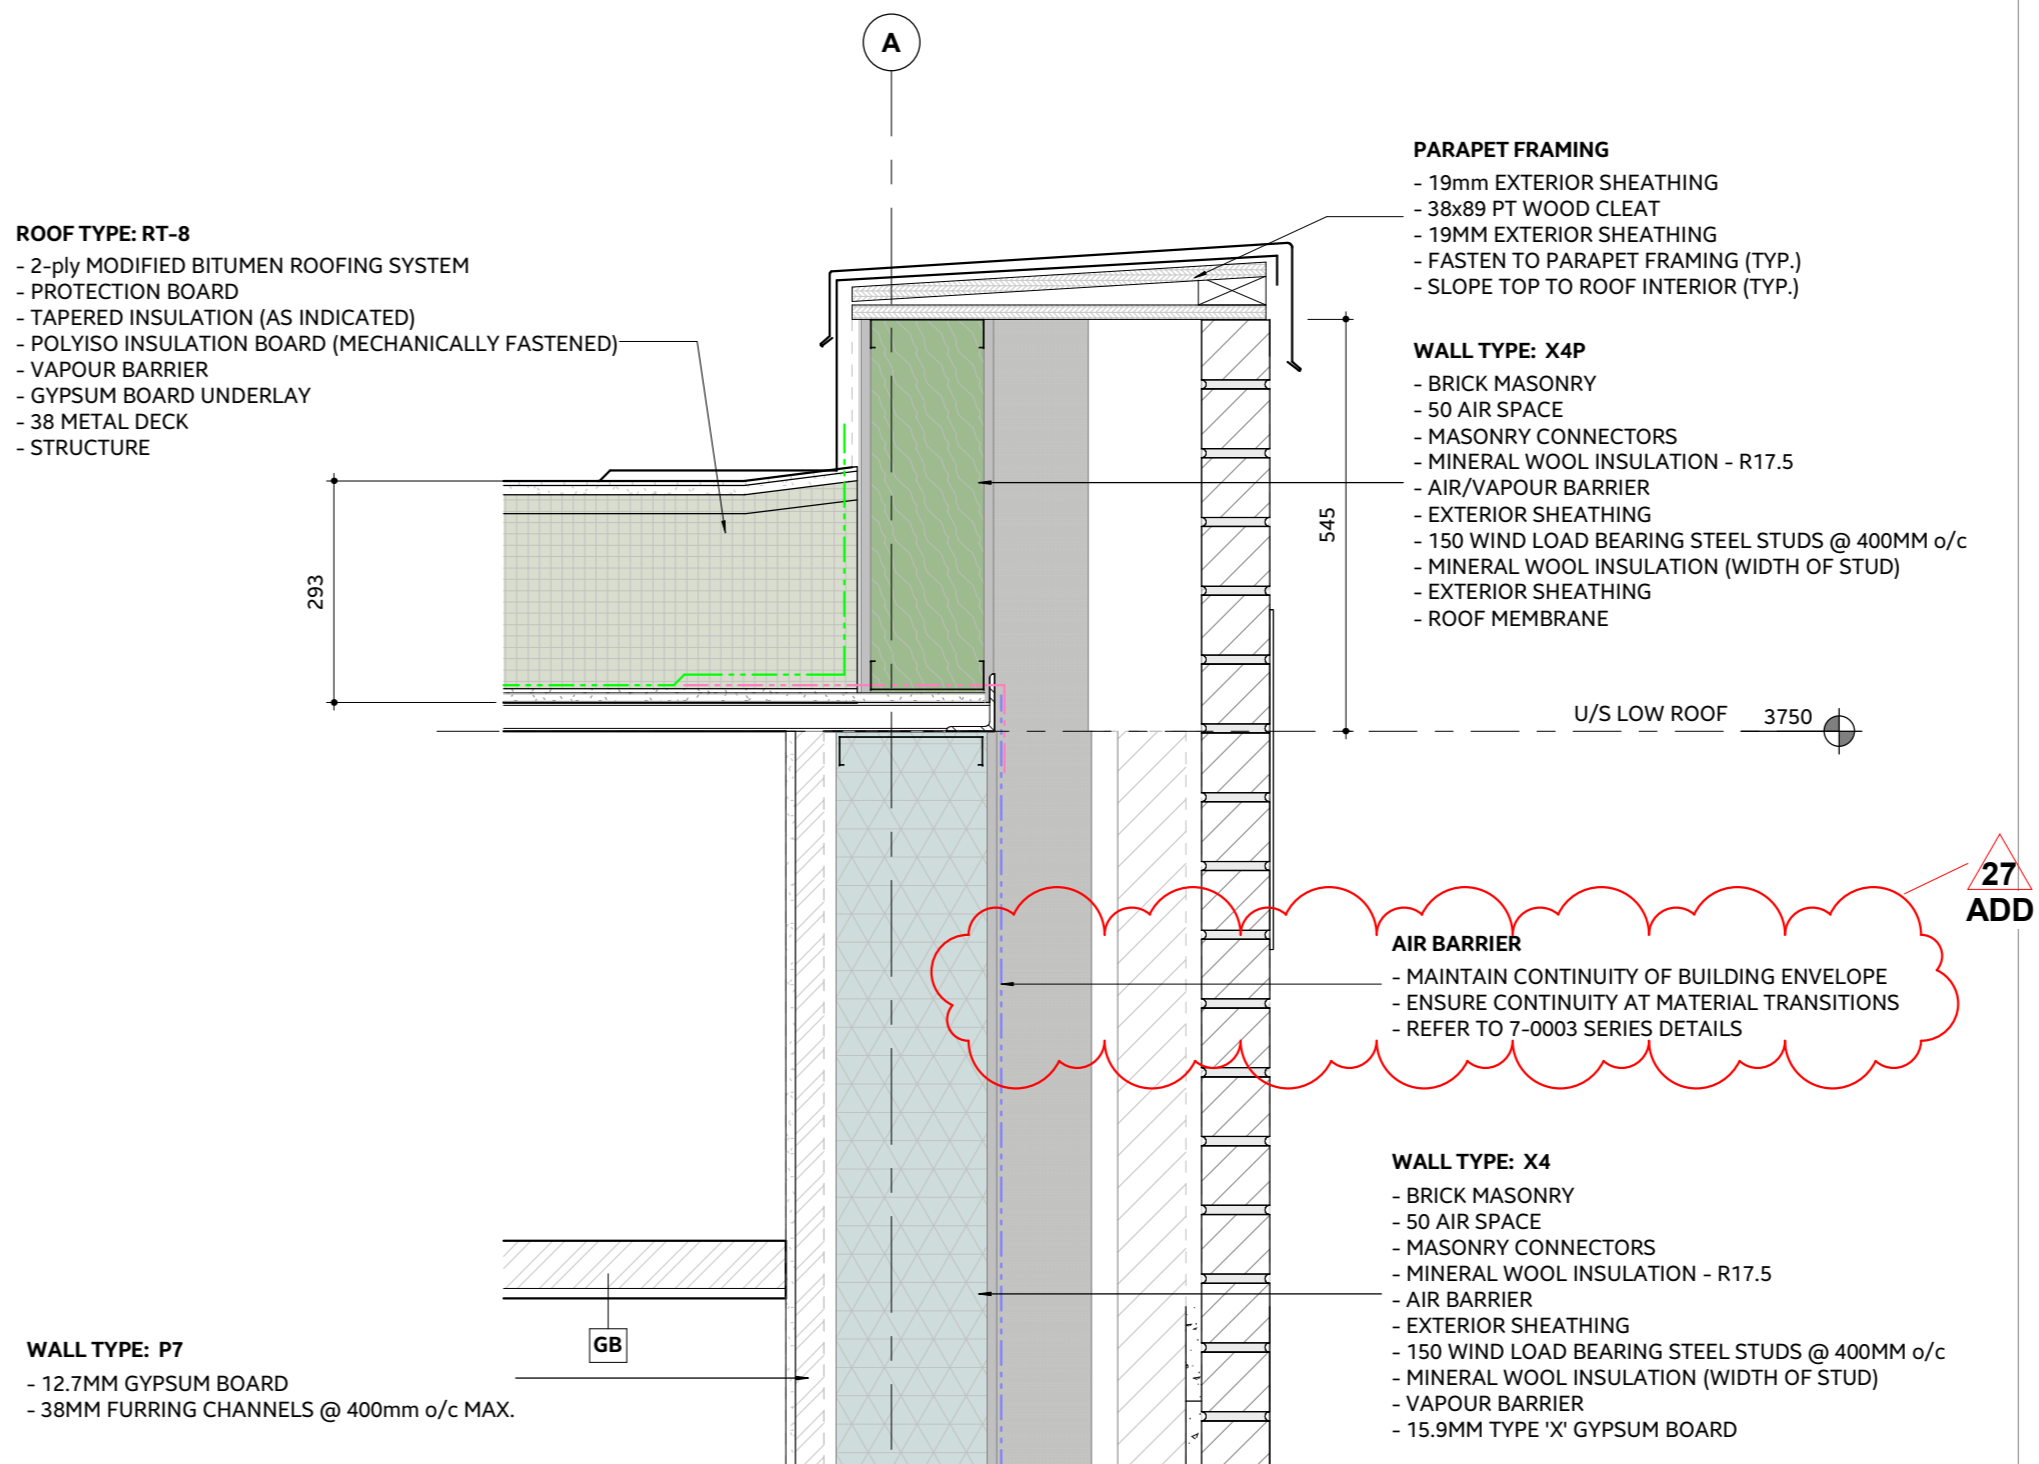 A
ROOF TYPE: RT-8
- 2-ply MODIFIED BITUMEN ROOFING SYSTEM
- PROTECTION BOARD
- TAPERED INSULATION (AS INDICATED)
- POLYISO INSULATION BOARD (MECHANICALLY FASTENED)
- VAPOUR BARRIER
- GYPSUM BOARD UNDERLAY
- 38 METAL DECK
- STRUCTURE
PARAPET FRAMING
- 19mm EXTERIOR SHEATHING
- 38x89 PT WOOD CLEAT
- 19MM EXTERIOR SHEATHING
- FASTEN TO PARAPET FRAMING (TYP.)
- SLOPE TOP TO ROOF INTERIOR (TYP.)
WALL TYPE: X4P
- BRICK MASONRY
- 50 AIR SPACE
- MASONRY CONNECTORS
- MINERAL WOOL INSULATION - R17.5
- AIR/VAPOUR BARRIER
- EXTERIOR SHEATHING
- 150 WIND LOAD BEARING STEEL STUDS @ 400MM o/c
- MINERAL WOOL INSULATION (WIDTH OF STUD)
- EXTERIOR SHEATHING
- ROOF MEMBRANE
293
545
U/S LOW ROOF 3750
27
ADD
AIR BARRIER
- MAINTAIN CONTINUITY OF BUILDING ENVELOPE
- ENSURE CONTINUITY AT MATERIAL TRANSITIONS
- REFER TO 7-0003 SERIES DETAILS
WALL TYPE: X4
- BRICK MASONRY
- 50 AIR SPACE
- MASONRY CONNECTORS
- MINERAL WOOL INSULATION - R17.5
- AIR BARRIER
- EXTERIOR SHEATHING
- 150 WIND LOAD BEARING STEEL STUDS @ 400MM o/c
- MINERAL WOOL INSULATION (WIDTH OF STUD)
- VAPOUR BARRIER
- 15.9MM TYPE 'X' GYPSUM BOARD
GB
WALL TYPE: P7
- 12.7MM GYPSUM BOARD
- 38MM FURRING CHANNELS @ 400mm o/c MAX.